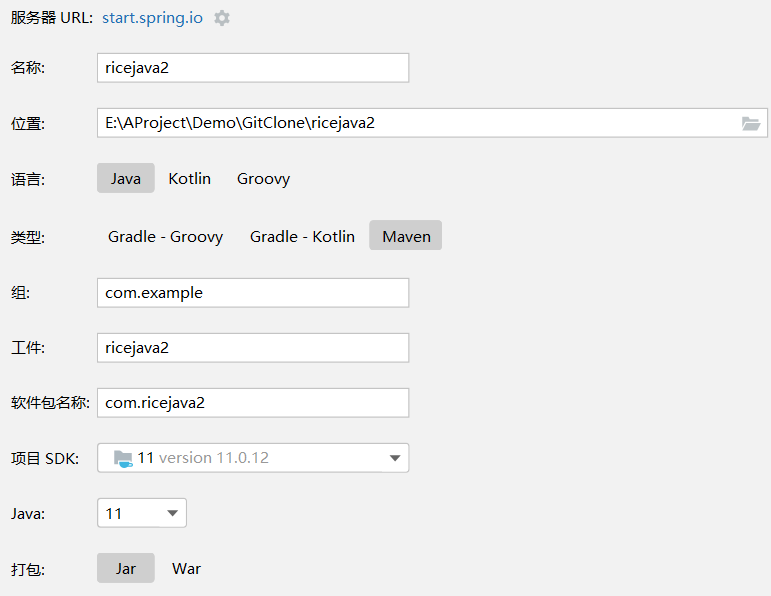 服务器 URL: start.spring.io
名称: ricejava2
位置: E:\AProject\Demo\GitClone\ricejava2
语言: Java Kotlin Groovy
类型: Gradle - Groovy Gradle - Kotlin Maven
组: com.example
工件: ricejava2
软件包名称: com.ricejava2
项目 SDK: 11 version 11.0.12
Java: 11
打包: Jar War